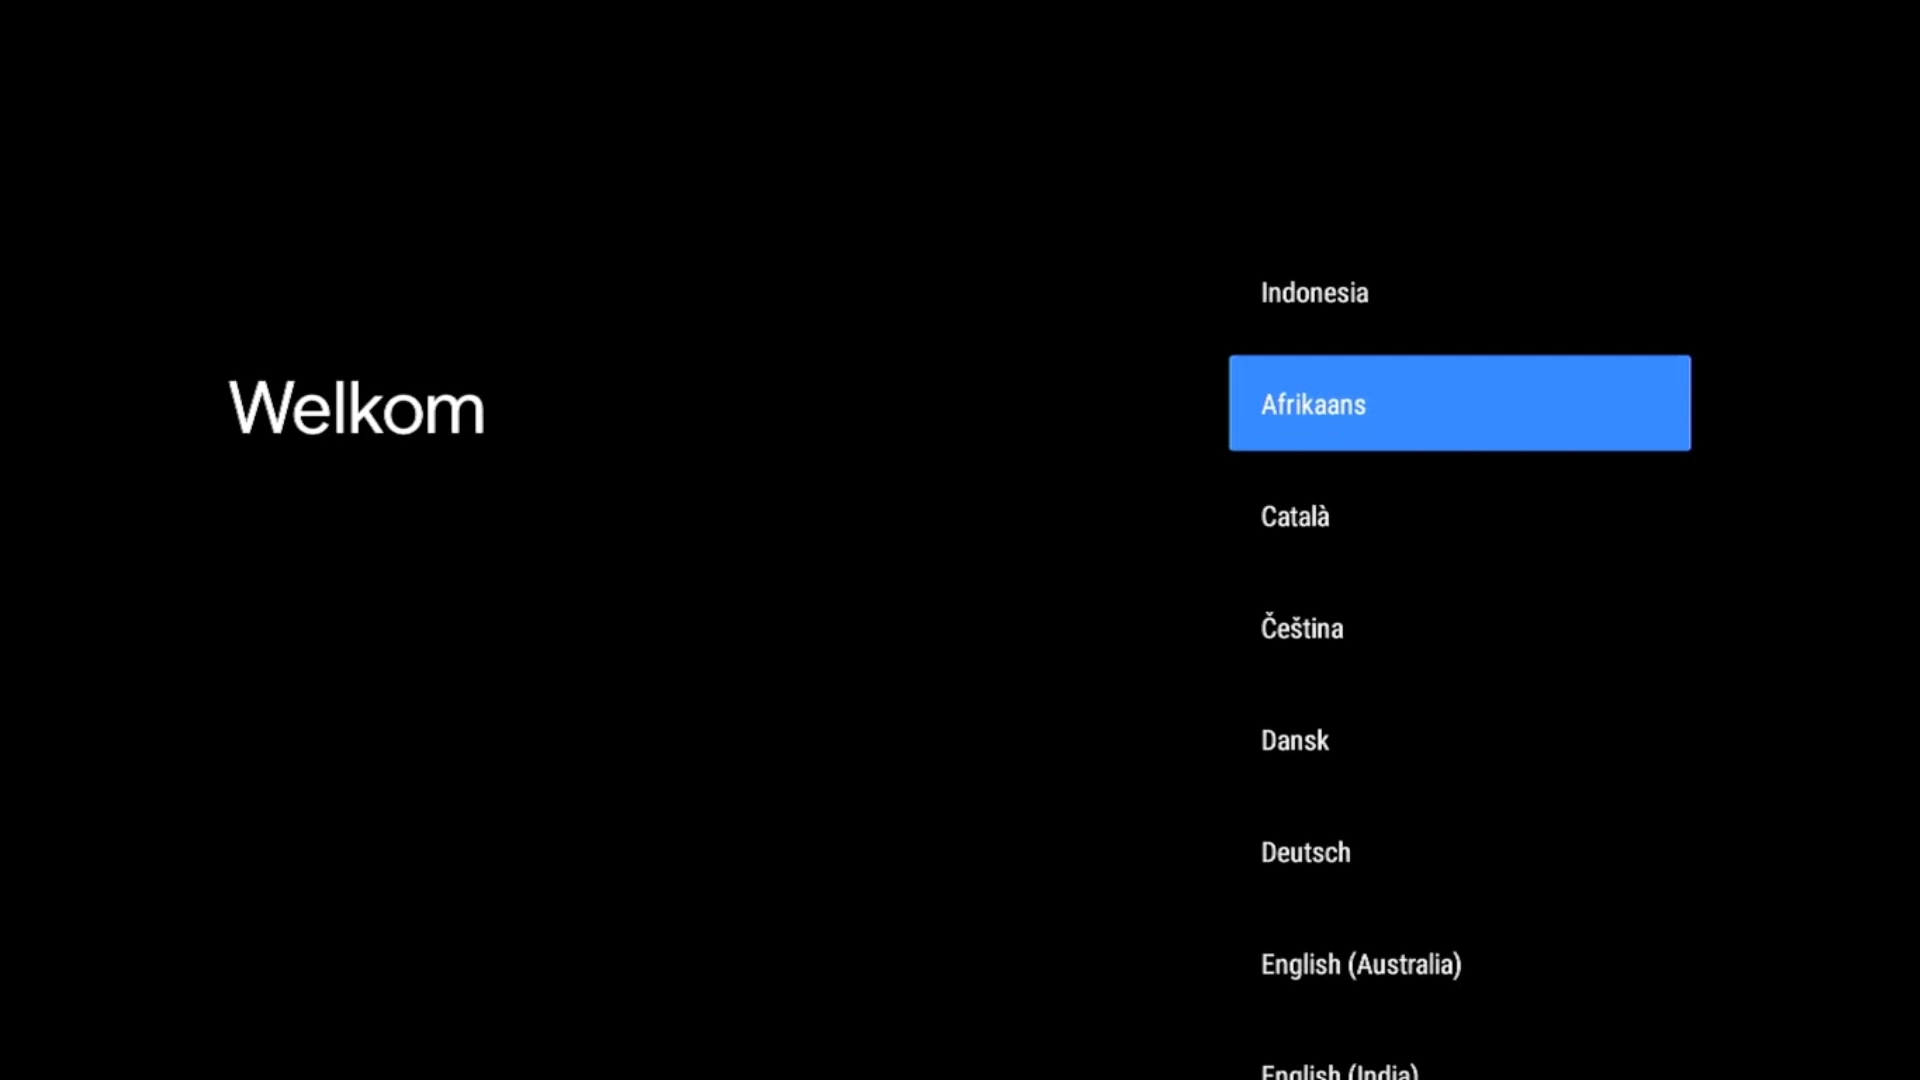 Welkom
Indonesia
Afrikaans
Català
Čeština
Dansk
Deutsch
English (Australia)
English (India)